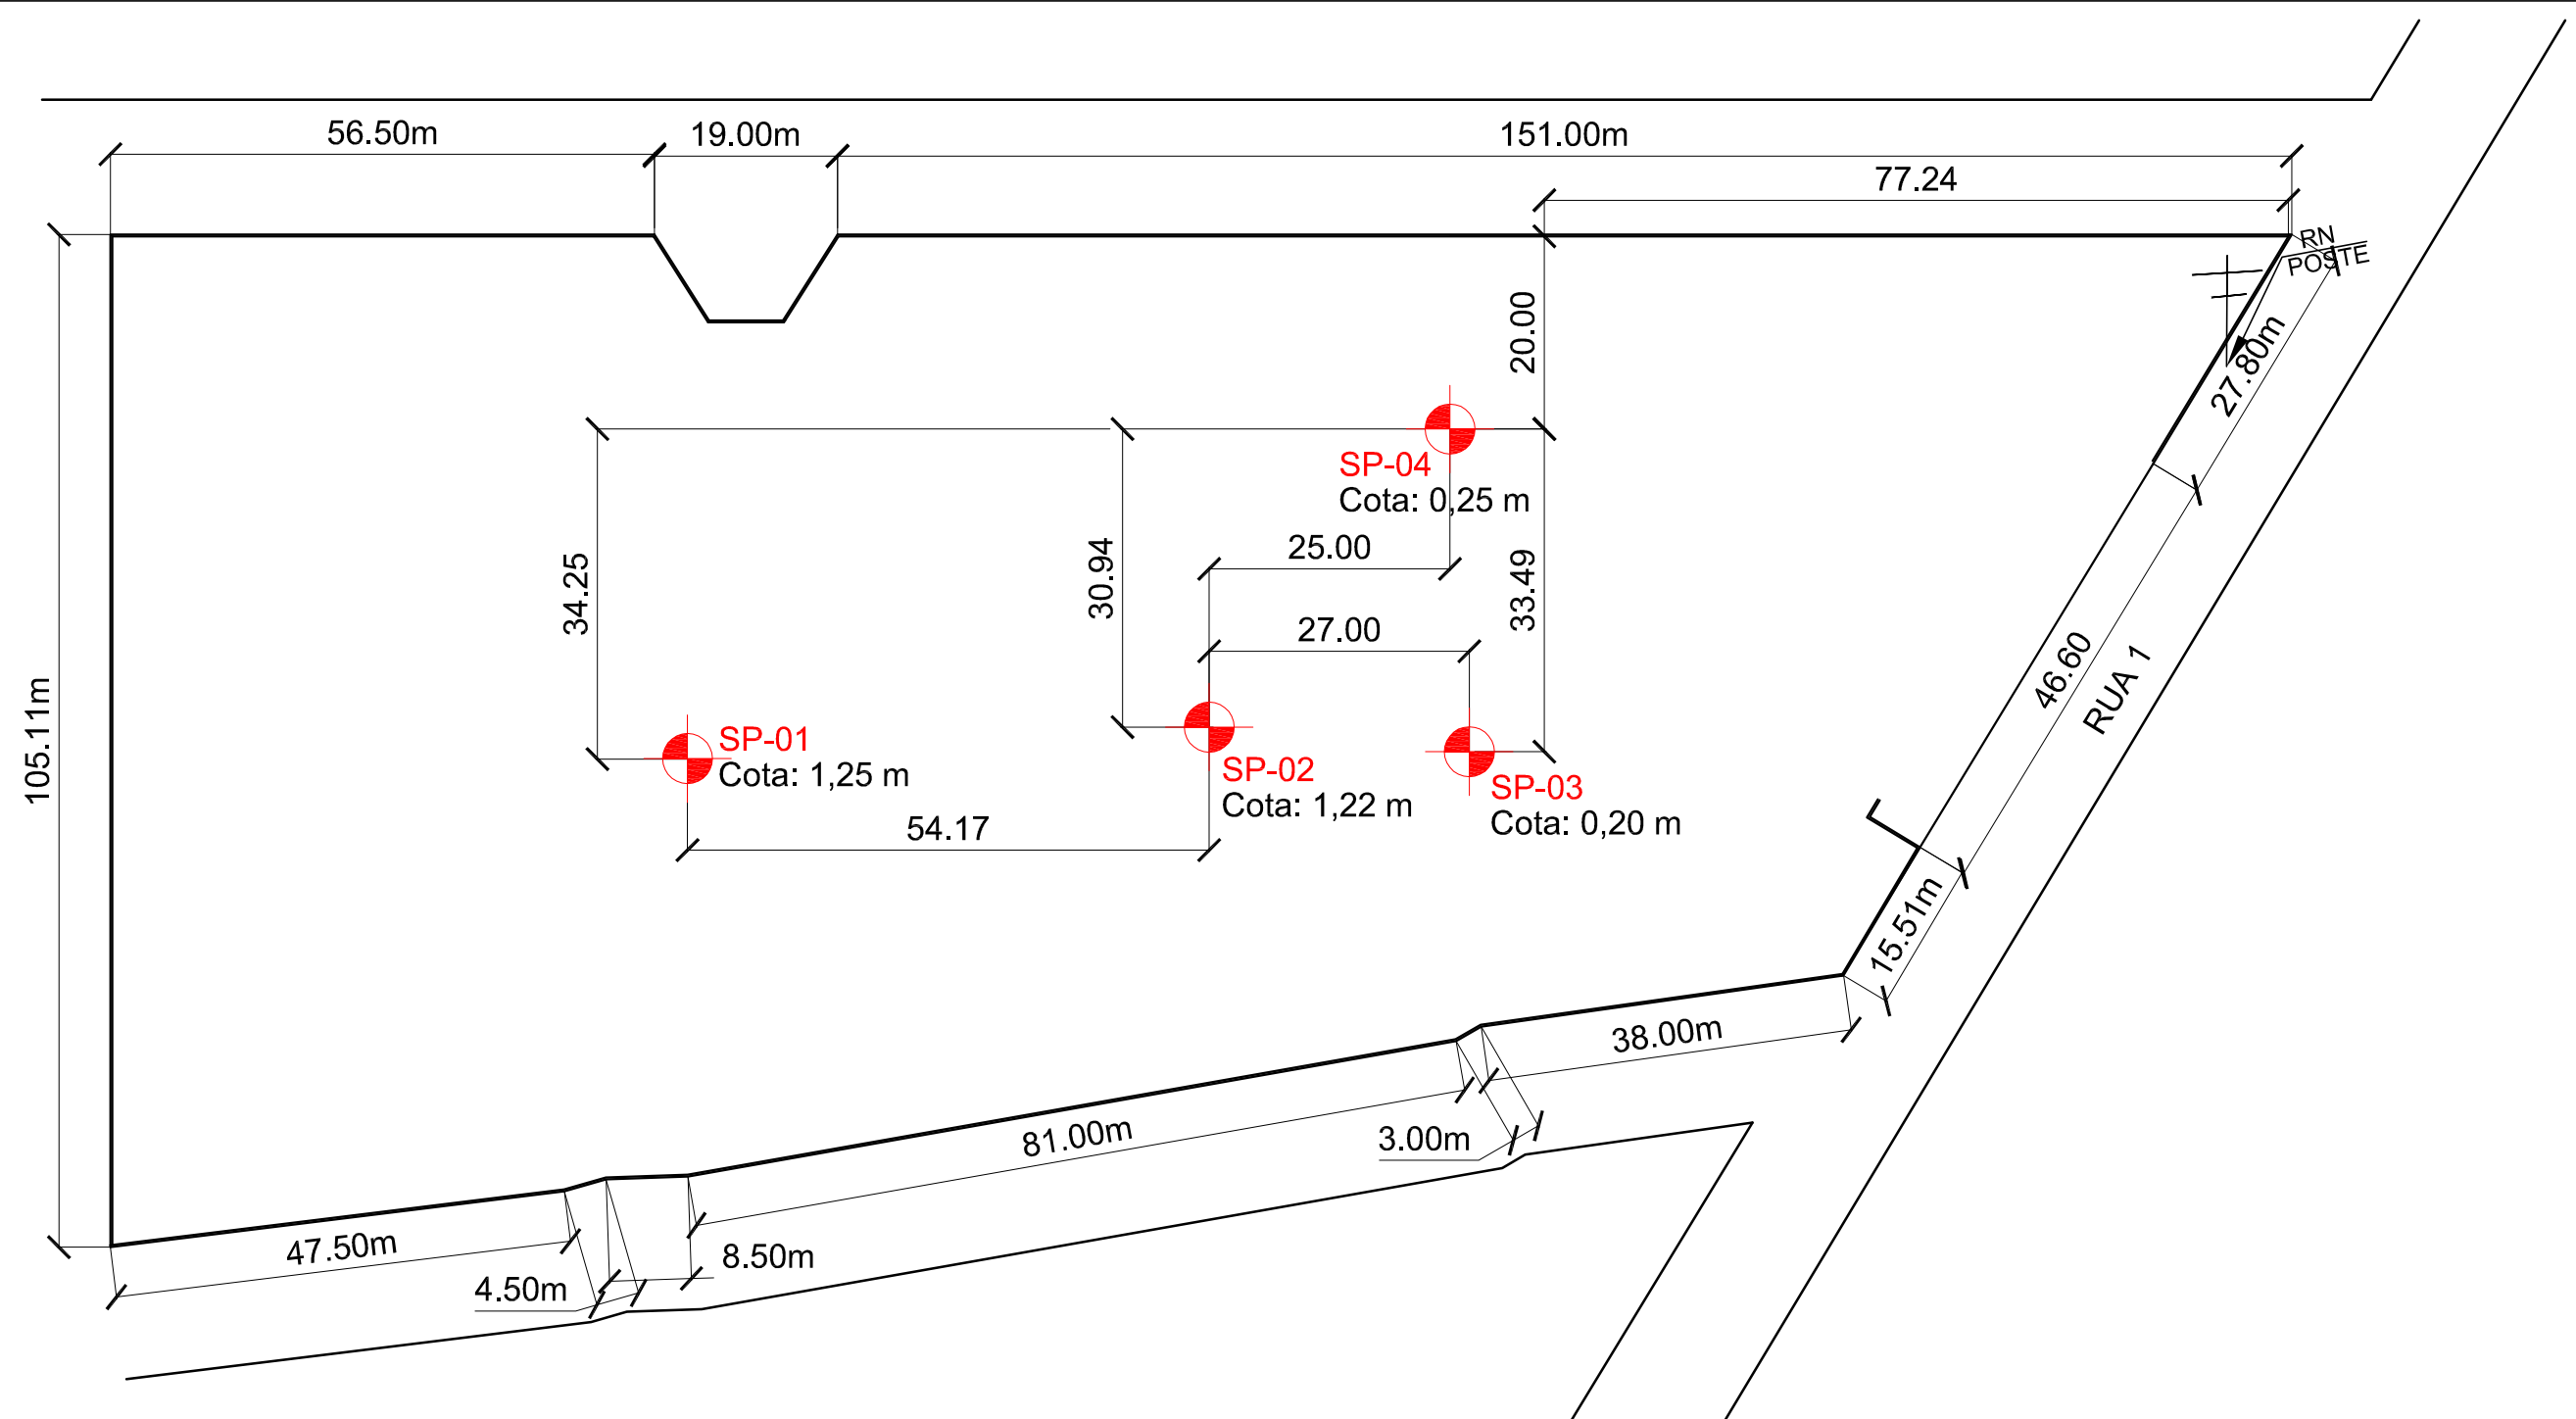 56.50m
19.00m
151.00m
77.24
RN
POSTE
20.00
27.80m
SP-04
Cota: 0,25 m
25.00
34.25
30.94
33.49
27.00
46.60
RUA 1
105.11m
SP-01
Cota: 1,25 m
SP-02
Cota: 1,22 m
SP-03
Cota: 0,20 m
54.17
15.51m
38.00m
81.00m
3.00m
47.50m
8.50m
4.50m